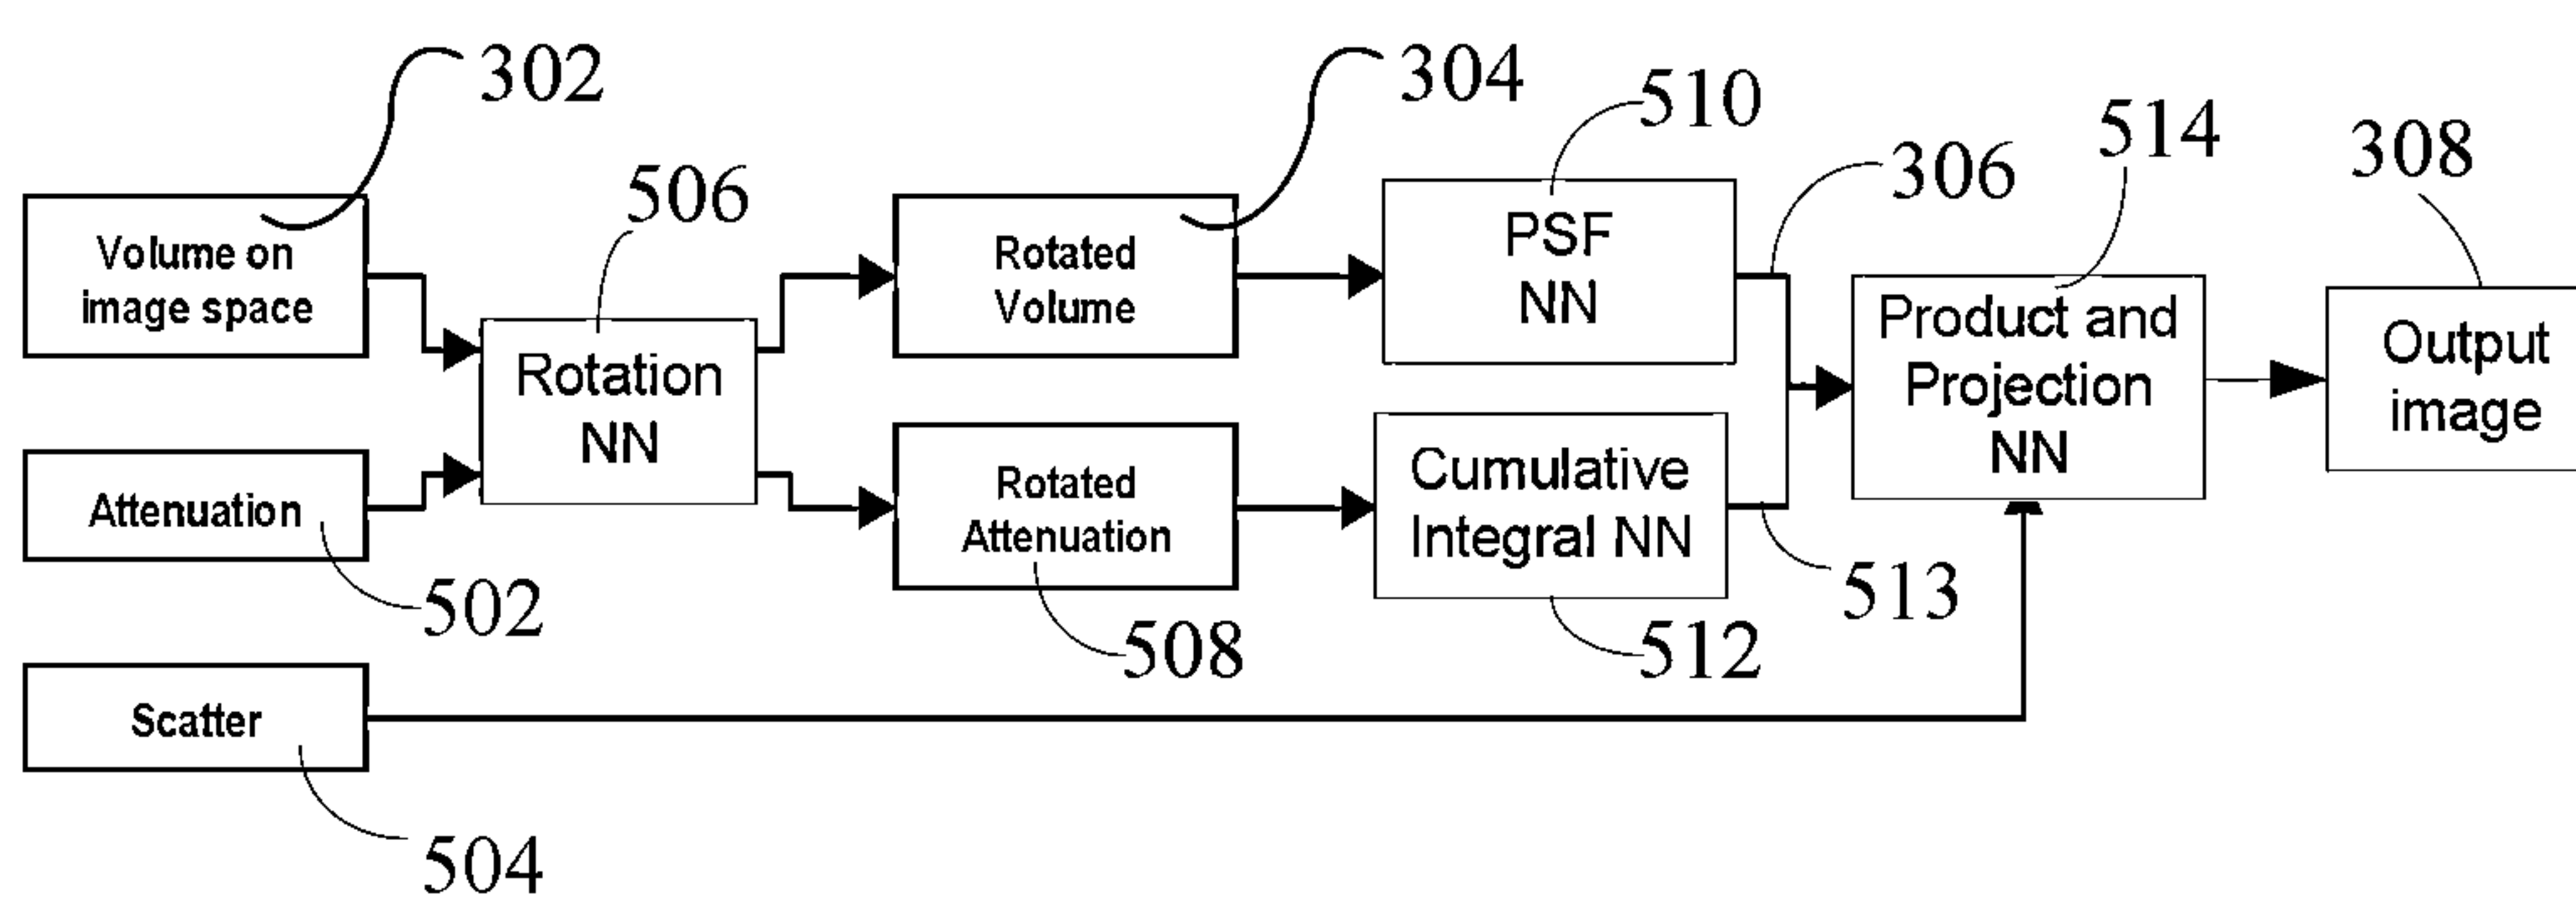 302
304
510
514
308
506
306
Volume on
image space
Rotation
NN
Rotated
Volume
PSF
NN
Product and
Projection
NN
Output
image
Attenuation
502
Rotated
Attenuation
508
Cumulative
Integral NN
512
513
Scatter
504